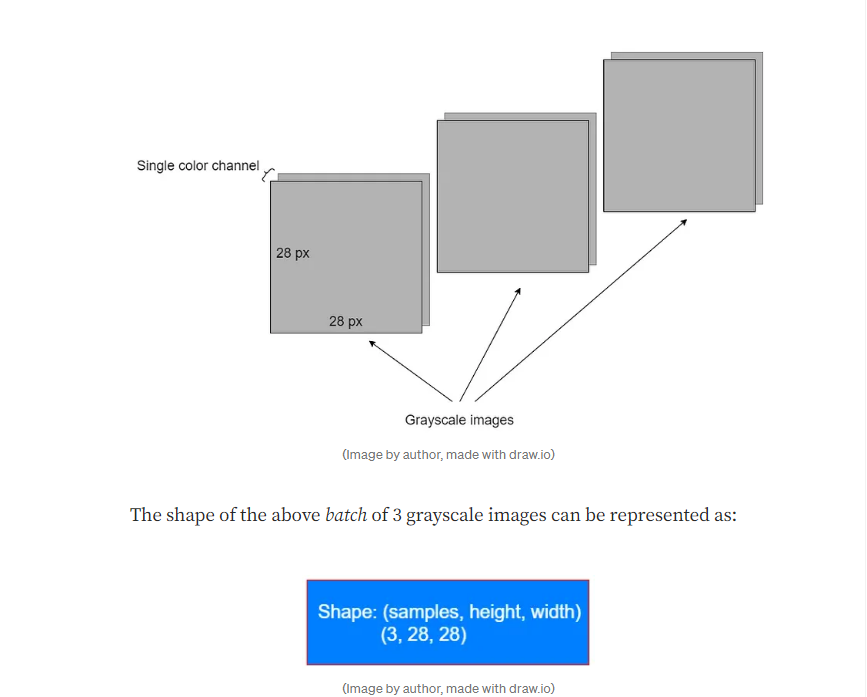 Single color channel
28 px
28 px
Grayscale images
(Image by author, made with draw.io)
The shape of the above batch of 3 grayscale images can be represented as:
Shape: (samples, height, width)
(3, 28, 28)
(Image by author, made with draw.io)